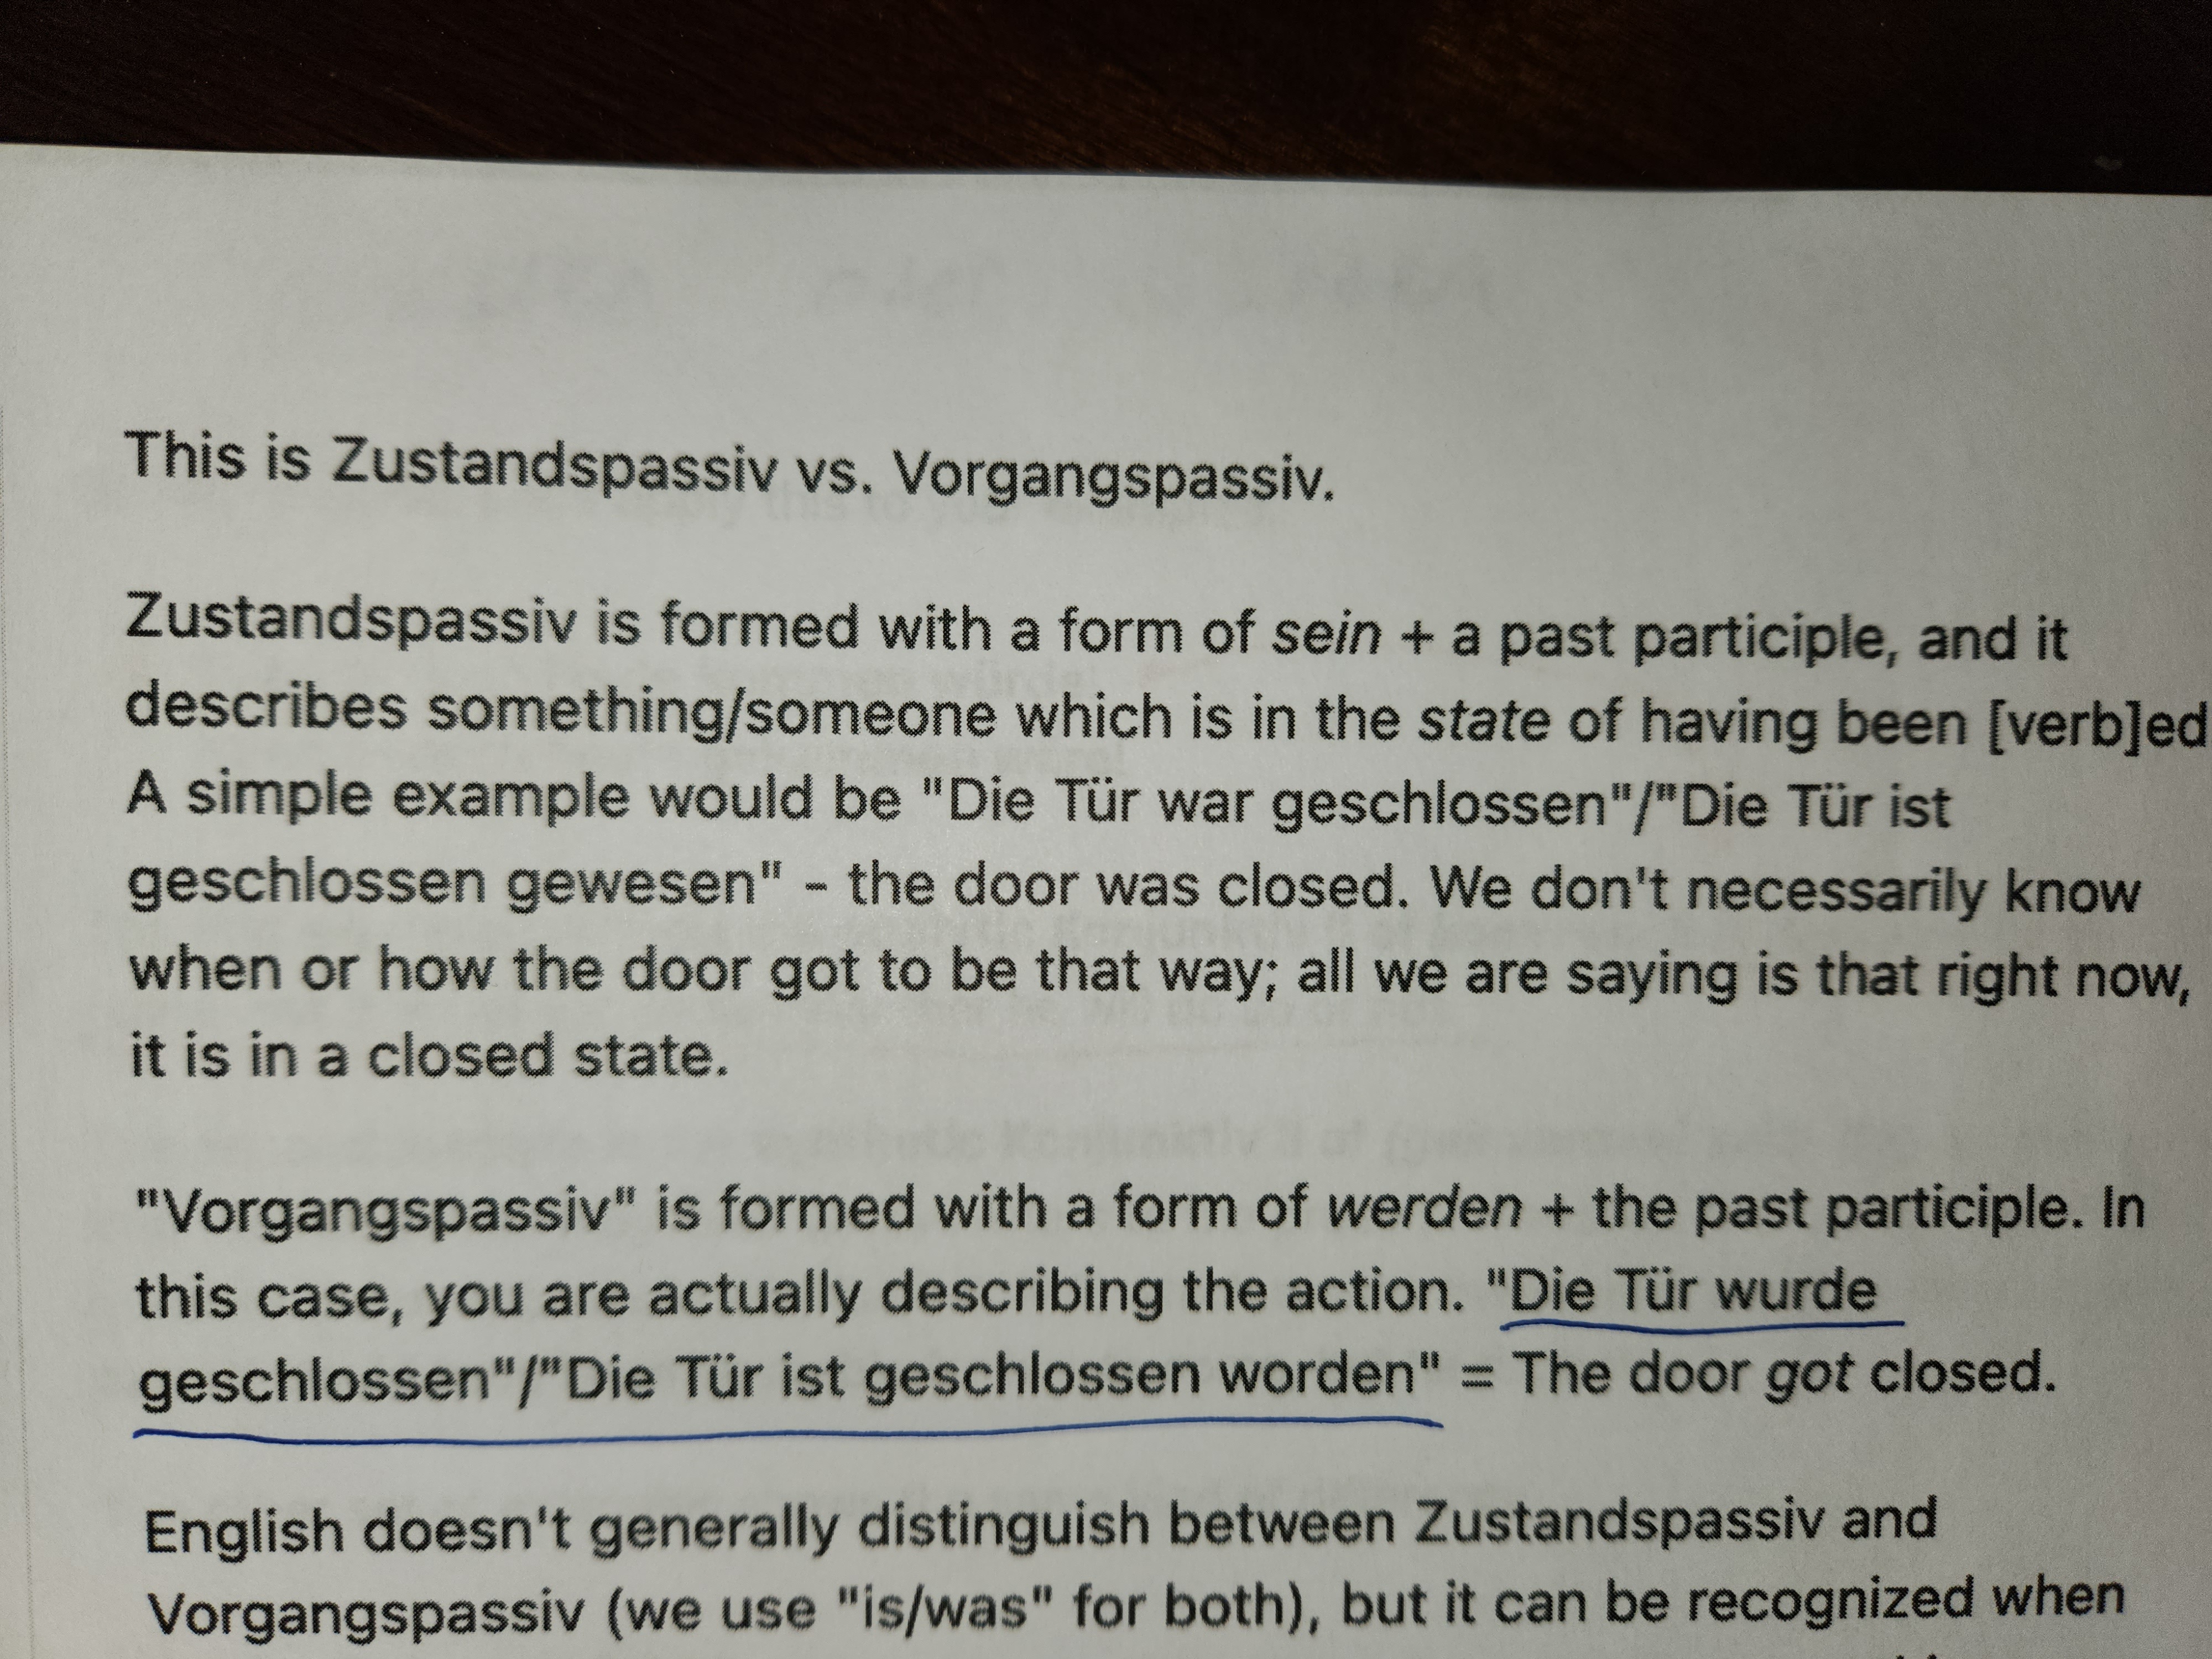 This is Zustandspassiv vs. Vorgangspassiv.
Zustandspassiv is formed with a form of sein + a past participle, and it
describes something/someone which is in the state of having been [verb]ed
A simple example would be "Die Tür war geschlossen"/"Die Tür ist
geschlossen gewesen" - the door was closed. We don't necessarily know
when or how the door got to be that way; all we are saying is that right now,
it is in a closed state.
"Vorgangspassiv" is formed with a form of werden + the past participle. In
this case, you are actually describing the action. "Die Tür wurde
geschlossen"/"Die Tür ist geschlossen worden" = The door got closed.
English doesn't generally distinguish between Zustandspassiv and
Vorgangspassiv (we use "is/was" for both), but it can be recognized when